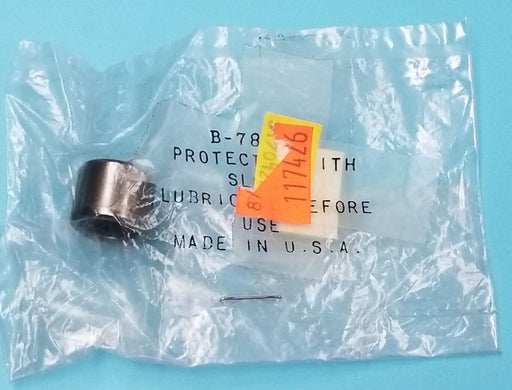 B-78
PROTECT ITH
SL
LUBRIC EFORE
USE
MADE IN U.S.A.
117426